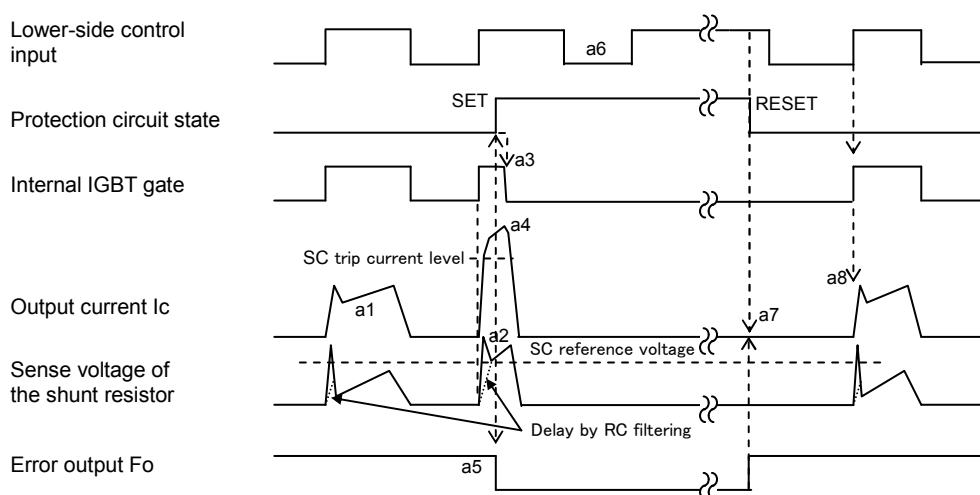 Lower-side control
input
a6
SET
RESET
Protection circuit state
a3
Internal IGBT gate
a4
SC trip current level
a8
Output current Ic
a1
a7
a2
SC reference voltage
Sense voltage of
the shunt resistor
Delay by RC filtering
Error output Fo
a5